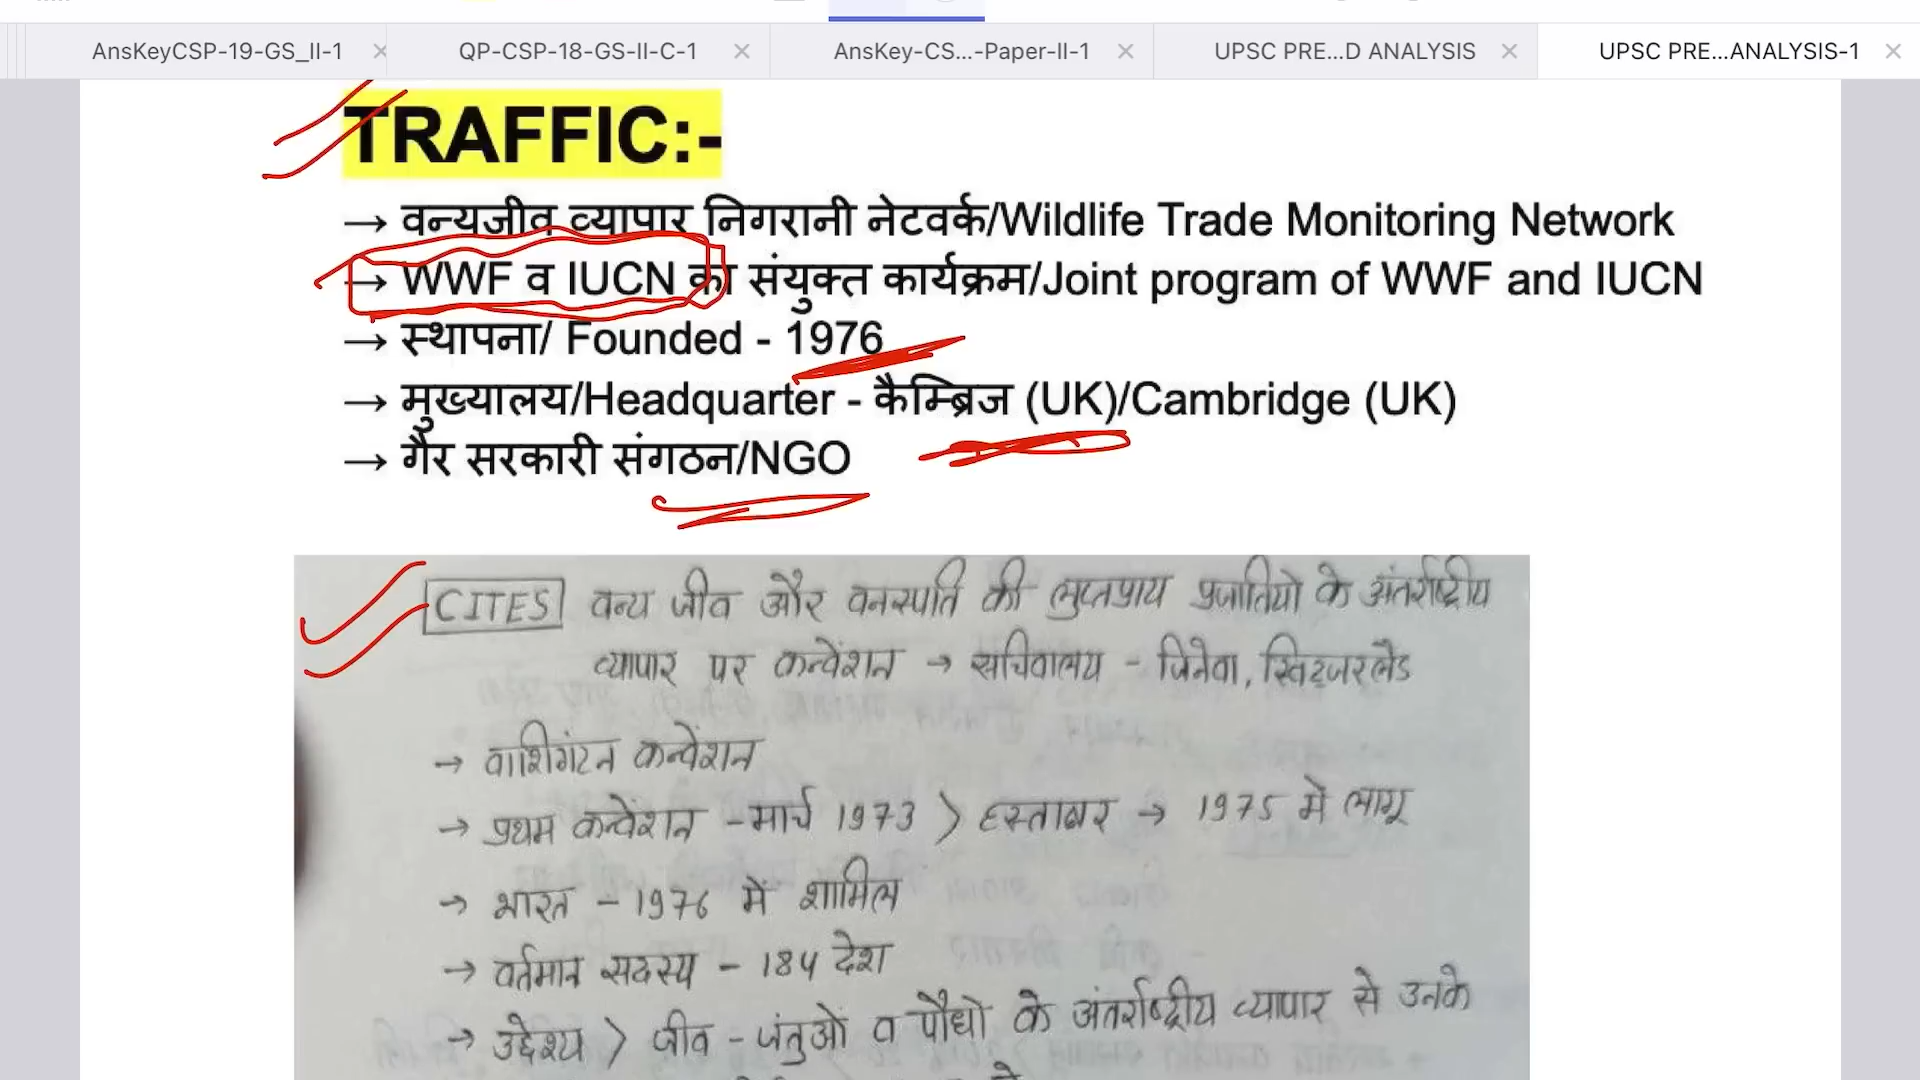 AnsKeyCSP-19-GS_II-1
QP-CSP-18-GS-II-C-1
AnsKey-CS...-Paper-II-1
UPSC PRE...D ANALYSIS
UPSC PRE...ANALYSIS-1
TRAFFIC:-
→ वन्यजीव व्यापार निगरानी नेटवर्क/Wildlife Trade Monitoring Network
→ WWF व IUCN का संयुक्त कार्यक्रम/Joint program of WWF and IUCN
→ स्थापना/ Founded - 1976
→ मुख्यालय/Headquarter - कैम्ब्रिज (UK)/Cambridge (UK)
→ गैर सरकारी संगठन/NGO
CITES वन्य जीव और वनस्पति की लुप्तप्राय प्रजातियो के अंतर्राष्ट्रीय
व्यापार पर कन्वेंशन → सचिवालय - जिनेवा, स्विट्जरलैंड
→ वाशिगंटन कन्वेंशन
→ प्रथम कन्वेंशन - मार्च 1973 > हस्ताक्षर → 1975 मे लागू
→ भारत - 1976 में शामिल
→ वर्तमान सदस्य - 184 देश
→ उद्देश्य > जीव - जंतुओं व पौधों के अंतर्राष्ट्रीय व्यापार से उनके